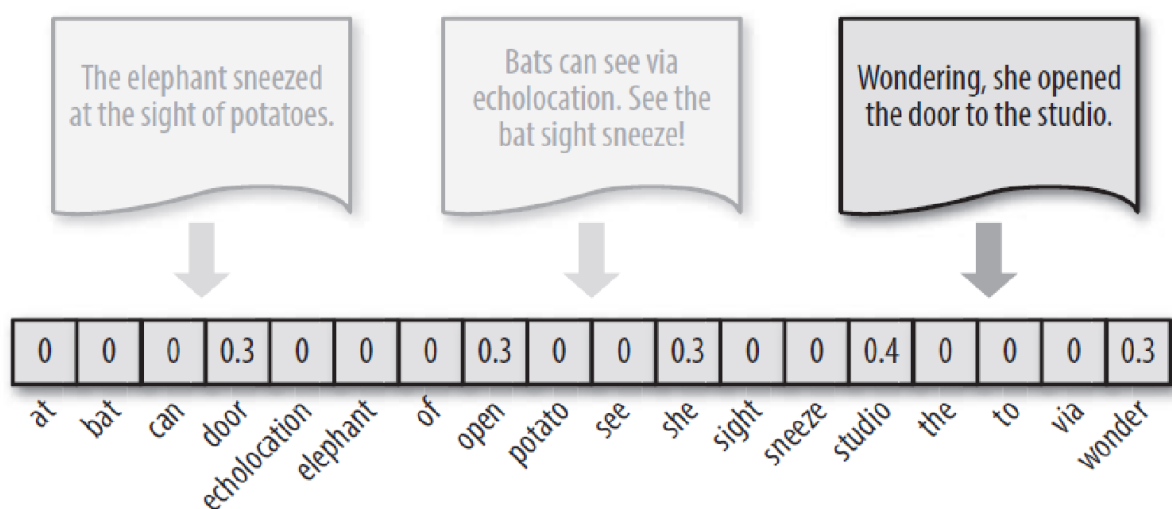 The elephant sneezed
at the sight of potatoes.
Bats can see via
echolocation. See the
bat sight sneeze!
Wondering, she opened
the door to the studio.
0 0 0 0.3 0 0 0 0.3 0 0 0.3 0 0 0.4 0 0 0 0.3
at bat can door echolocation elephant of open potato see she sight sneeze studio the to via wonder